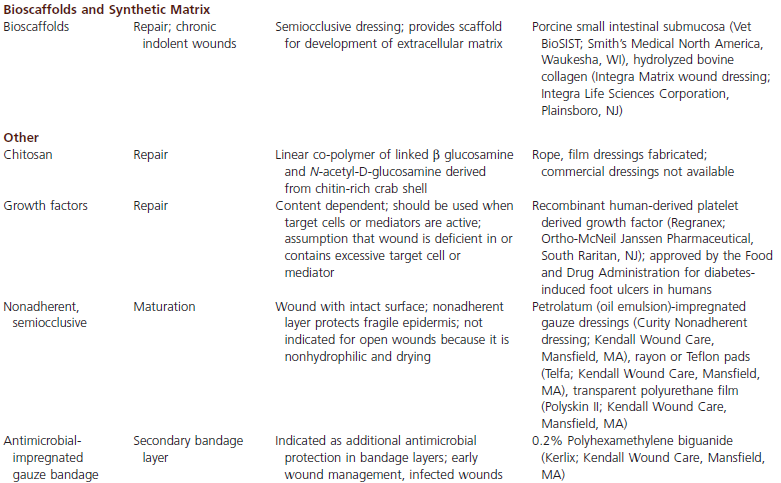 Bioscaffolds and Synthetic Matrix
Bioscaffolds
Repair; chronic
indolent wounds
Semiocclusive dressing; provides scaffold
for development of extracellular matrix
Porcine small intestinal submucosa (Vet
BioSIST; Smith's Medical North America,
Waukesha, WI), hydrolyzed bovine
collagen (Integra Matrix wound dressing;
Integra Life Sciences Corporation,
Plainsboro, NJ)
Other
Chitosan
Repair
Linear co-polymer of linked β glucosamine
and N-acetyl-D-glucosamine derived
from chitin-rich crab shell
Rope, film dressings fabricated;
commercial dressings not available
Growth factors
Repair
Content dependent; should be used when
target cells or mediators are active;
assumption that wound is deficient in or
contains excessive target cell or
mediator
Recombinant human-derived platelet
derived growth factor (Regranex;
Ortho-McNeil Janssen Pharmaceutical,
South Raritan, NJ); approved by the Food
and Drug Administration for diabetes-
induced foot ulcers in humans
Nonadherent,
semiocclusive
Maturation
Wound with intact surface; nonadherent
layer protects fragile epidermis; not
indicated for open wounds because it is
nonhydrophilic and drying
Petrolatum (oil emulsion)-impregnated
gauze dressings (Curity Nonadherent
dressing; Kendall Wound Care,
Mansfield, MA), rayon or Teflon pads
(Telfa; Kendall Wound Care, Mansfield,
MA), transparent polyurethane film
(Polyskin II; Kendall Wound Care,
Mansfield, MA)
Antimicrobial-
impregnated
gauze bandage
Secondary bandage
layer
Indicated as additional antimicrobial
protection in bandage layers; early
wound management, infected wounds
0.2% Polyhexamethylene biguanide
(Kerlix; Kendall Wound Care, Mansfield,
MA)